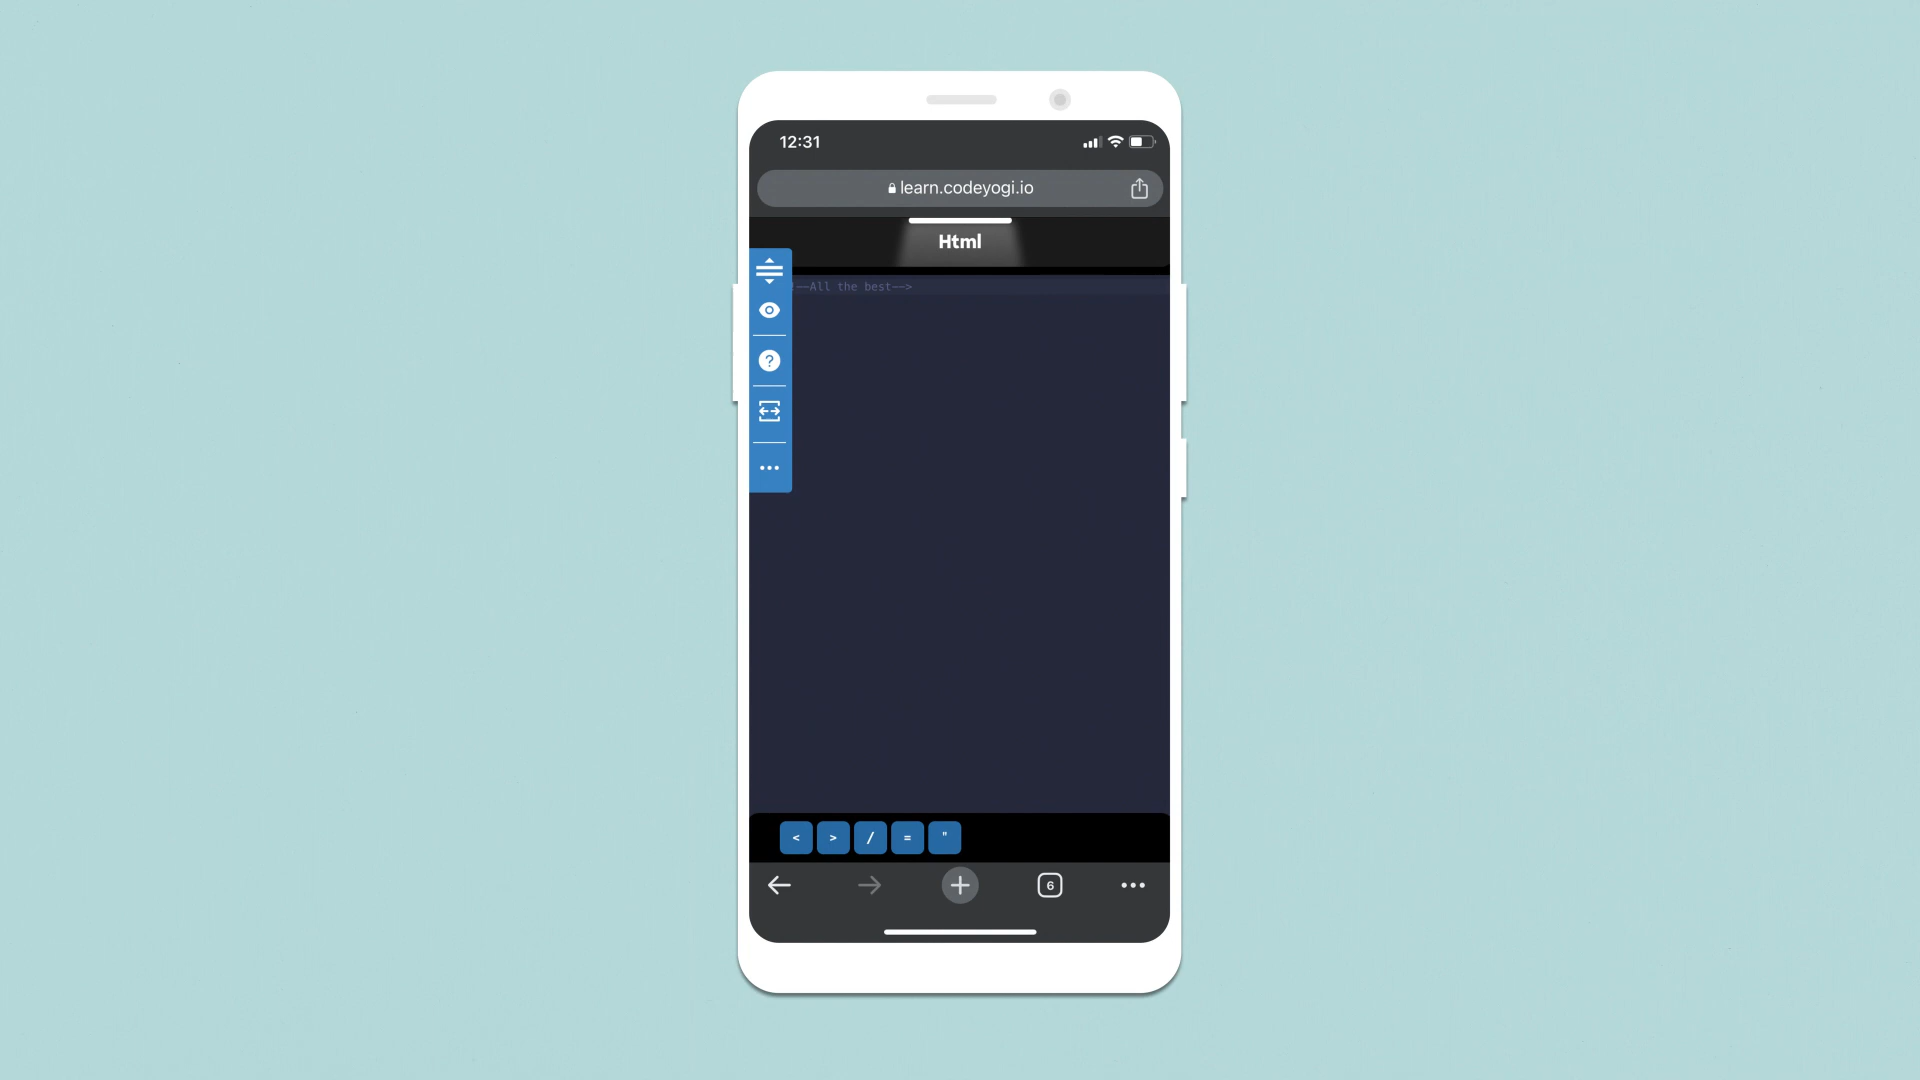 12:31
learn.codeyogi.io
Html
!--All the best-->
?
< > / = "
6